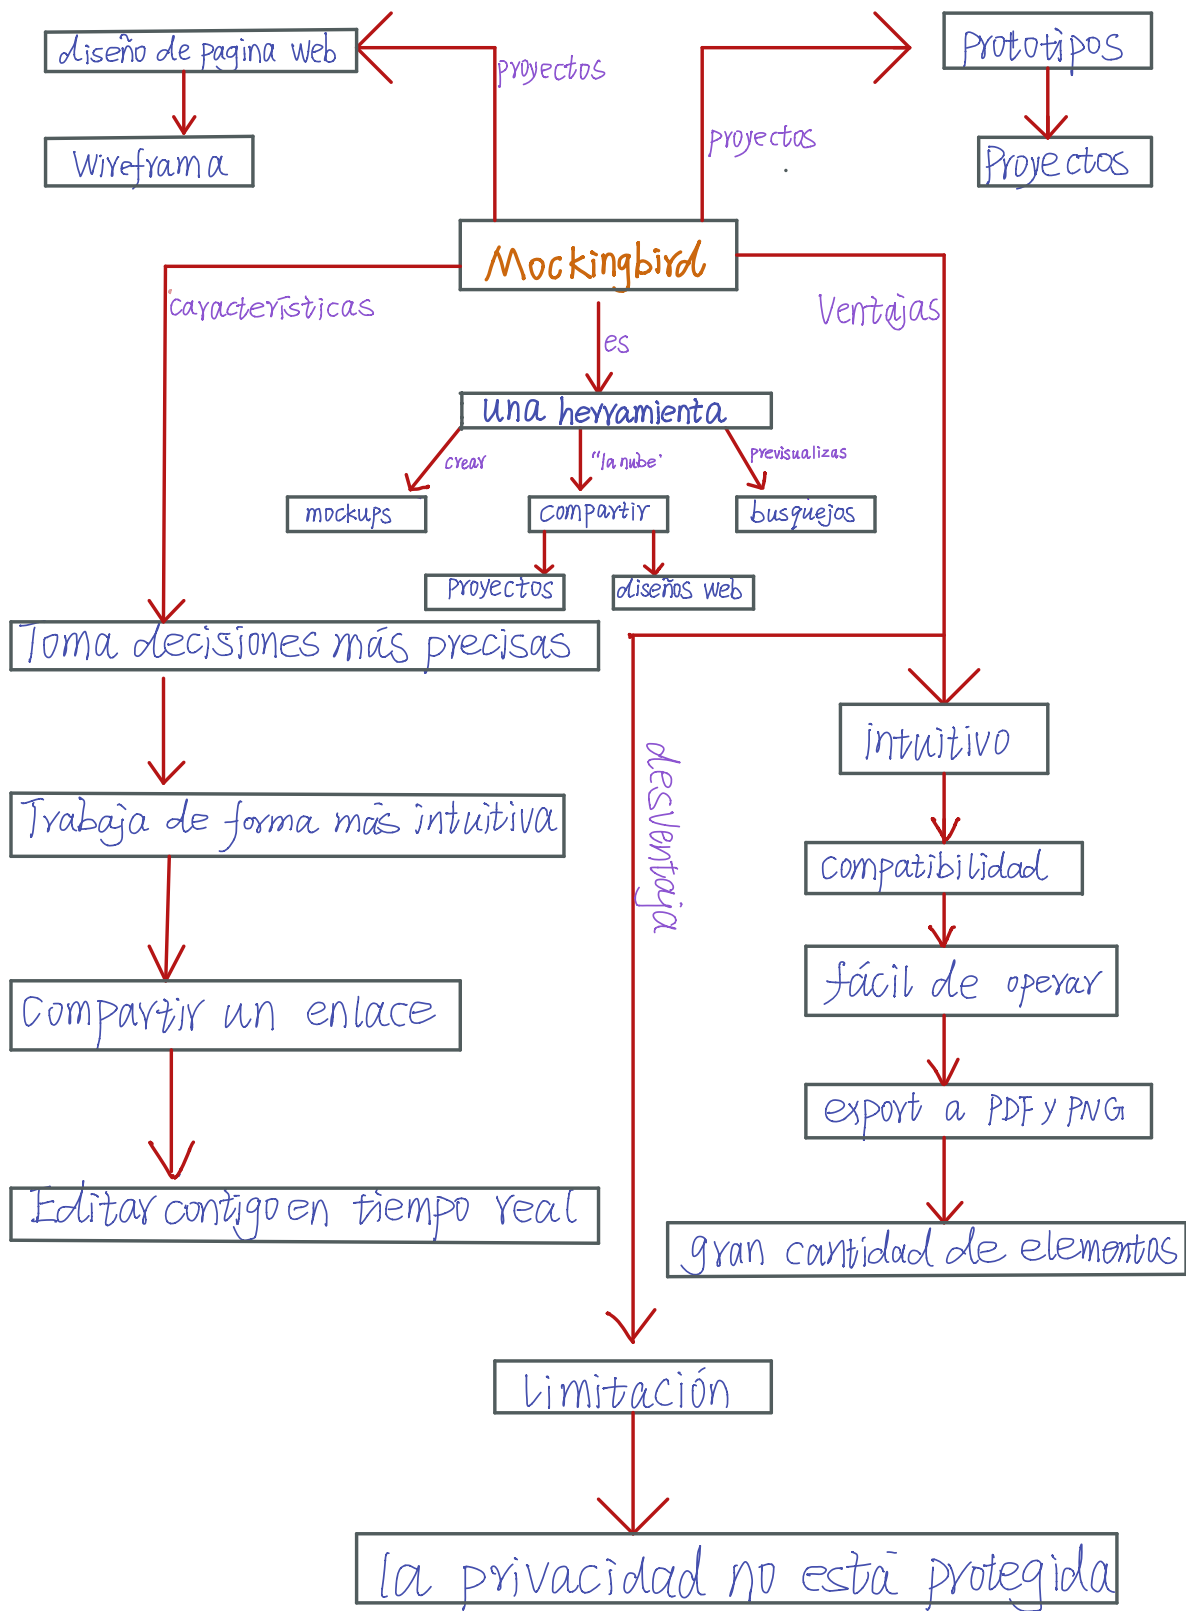 diseño de pagina web
Prototipos
proyectos
proyectos
Wireframa
Proyectos
Mockingbird
características
Ventajas
es
una herramienta
crear
"la nube"
previsualizas
mockups
compartir
busquejos
proyectos
diseños web
Toma decisiones más precisas
intuitivo
desventaja
Trabaja de forma más intuitiva
Compatibilidad
fácil de operar
Compartir un enlace
export a PDF y PNG
Editar contigo en tiempo real
gran cantidad de elementos
Limitación
la privacidad no está protegida